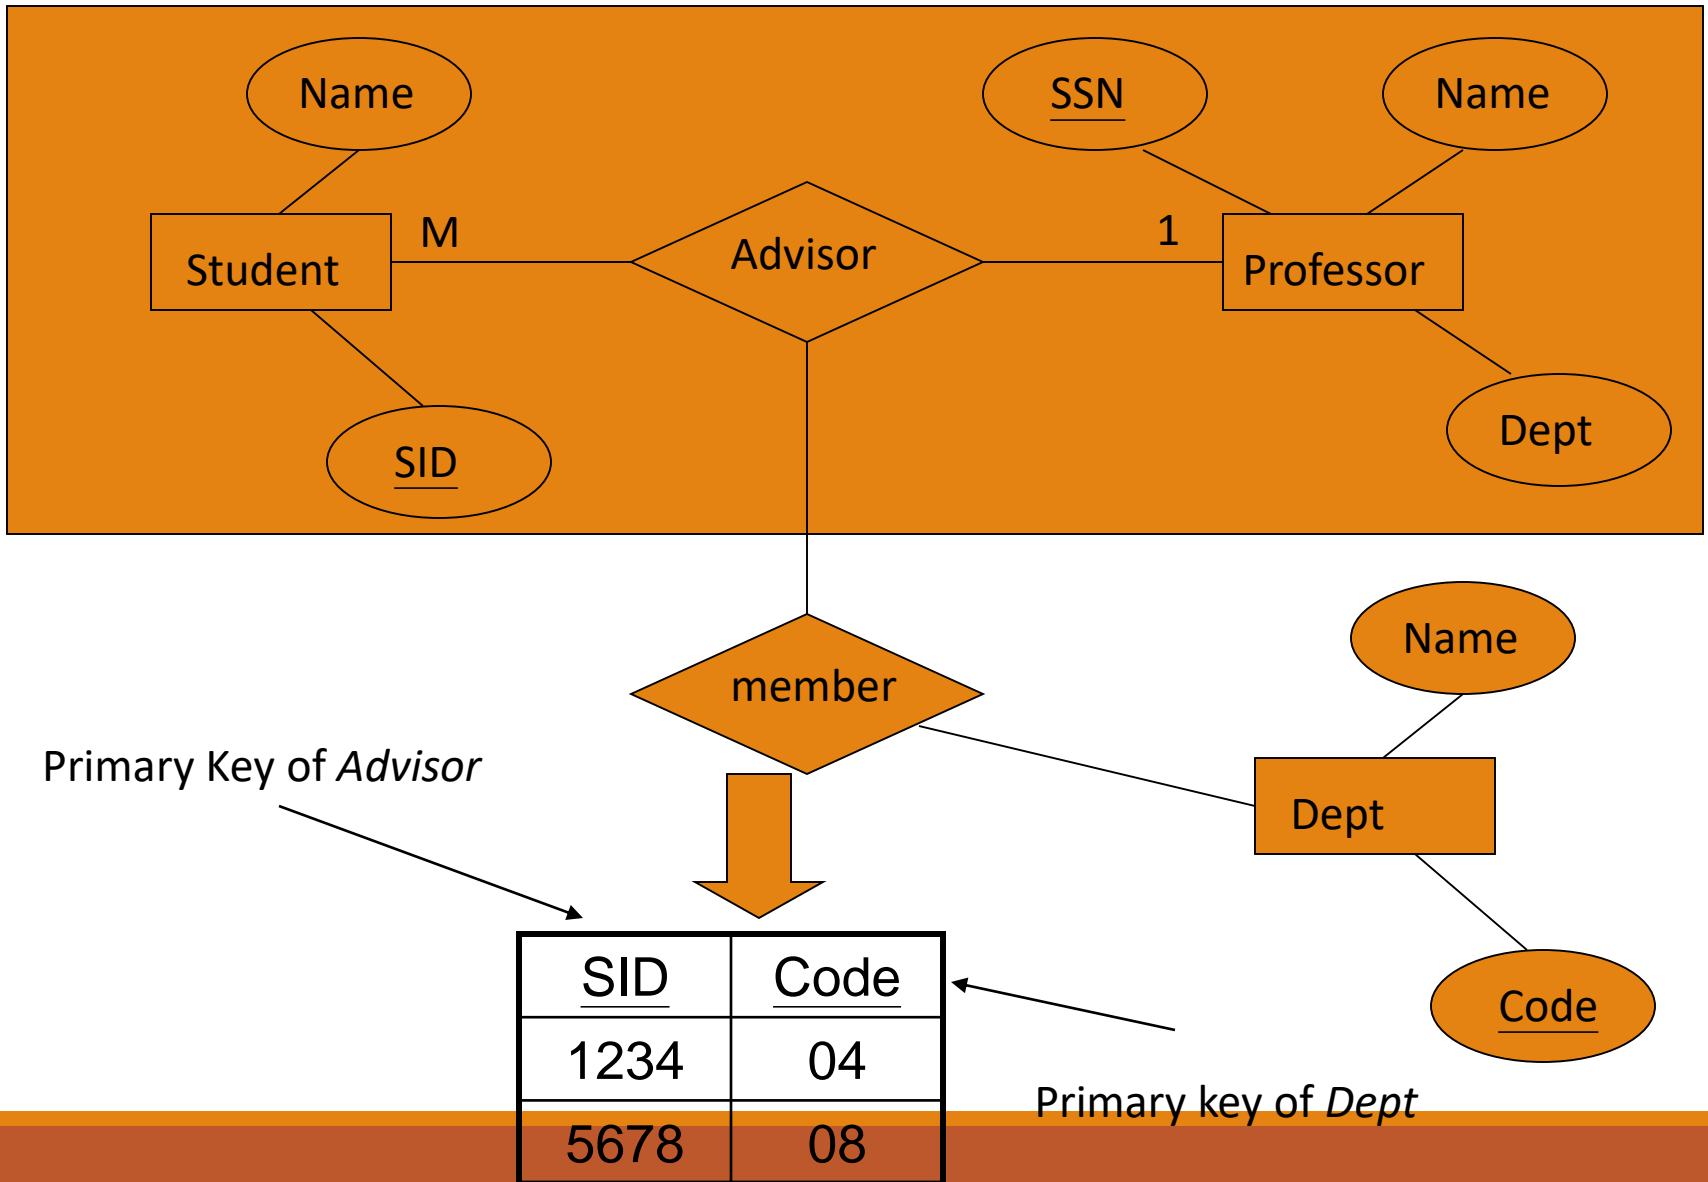 Name
SSN
Name
M
Advisor
1
Student
Professor
Dept
SID
Name
member
Primary Key of Advisor
Dept
SID Code
1234 04
5678 08
Code
Primary key of Dept